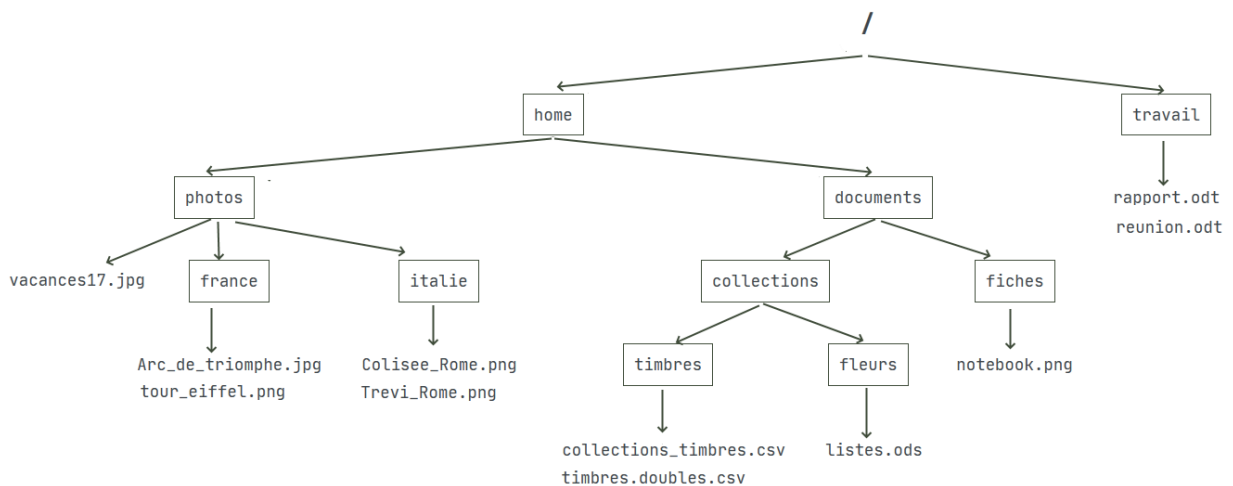 /
home
travail
photos
documents
rapport.odt
reunion.odt
vacances17.jpg
france
italie
collections
fiches
Arc_de_triomphe.jpg
tour_eiffel.png
Colisee_Rome.png
Trevi_Rome.png
timbres
fleurs
notebook.png
collections_timbres.csv
timbres.doubles.csv
listes.ods